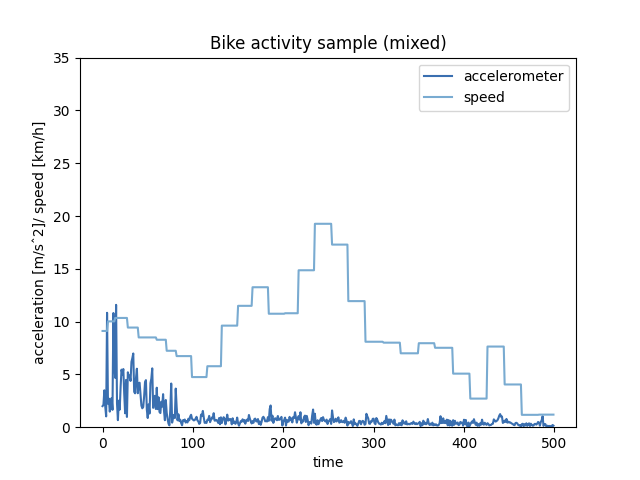 Bike activity sample (mixed)
accelerometer
speed
acceleration [m/sˆ2]/ speed [km/h]
35
30
25
20
15
10
5
0
0
100
200
300
400
500
time